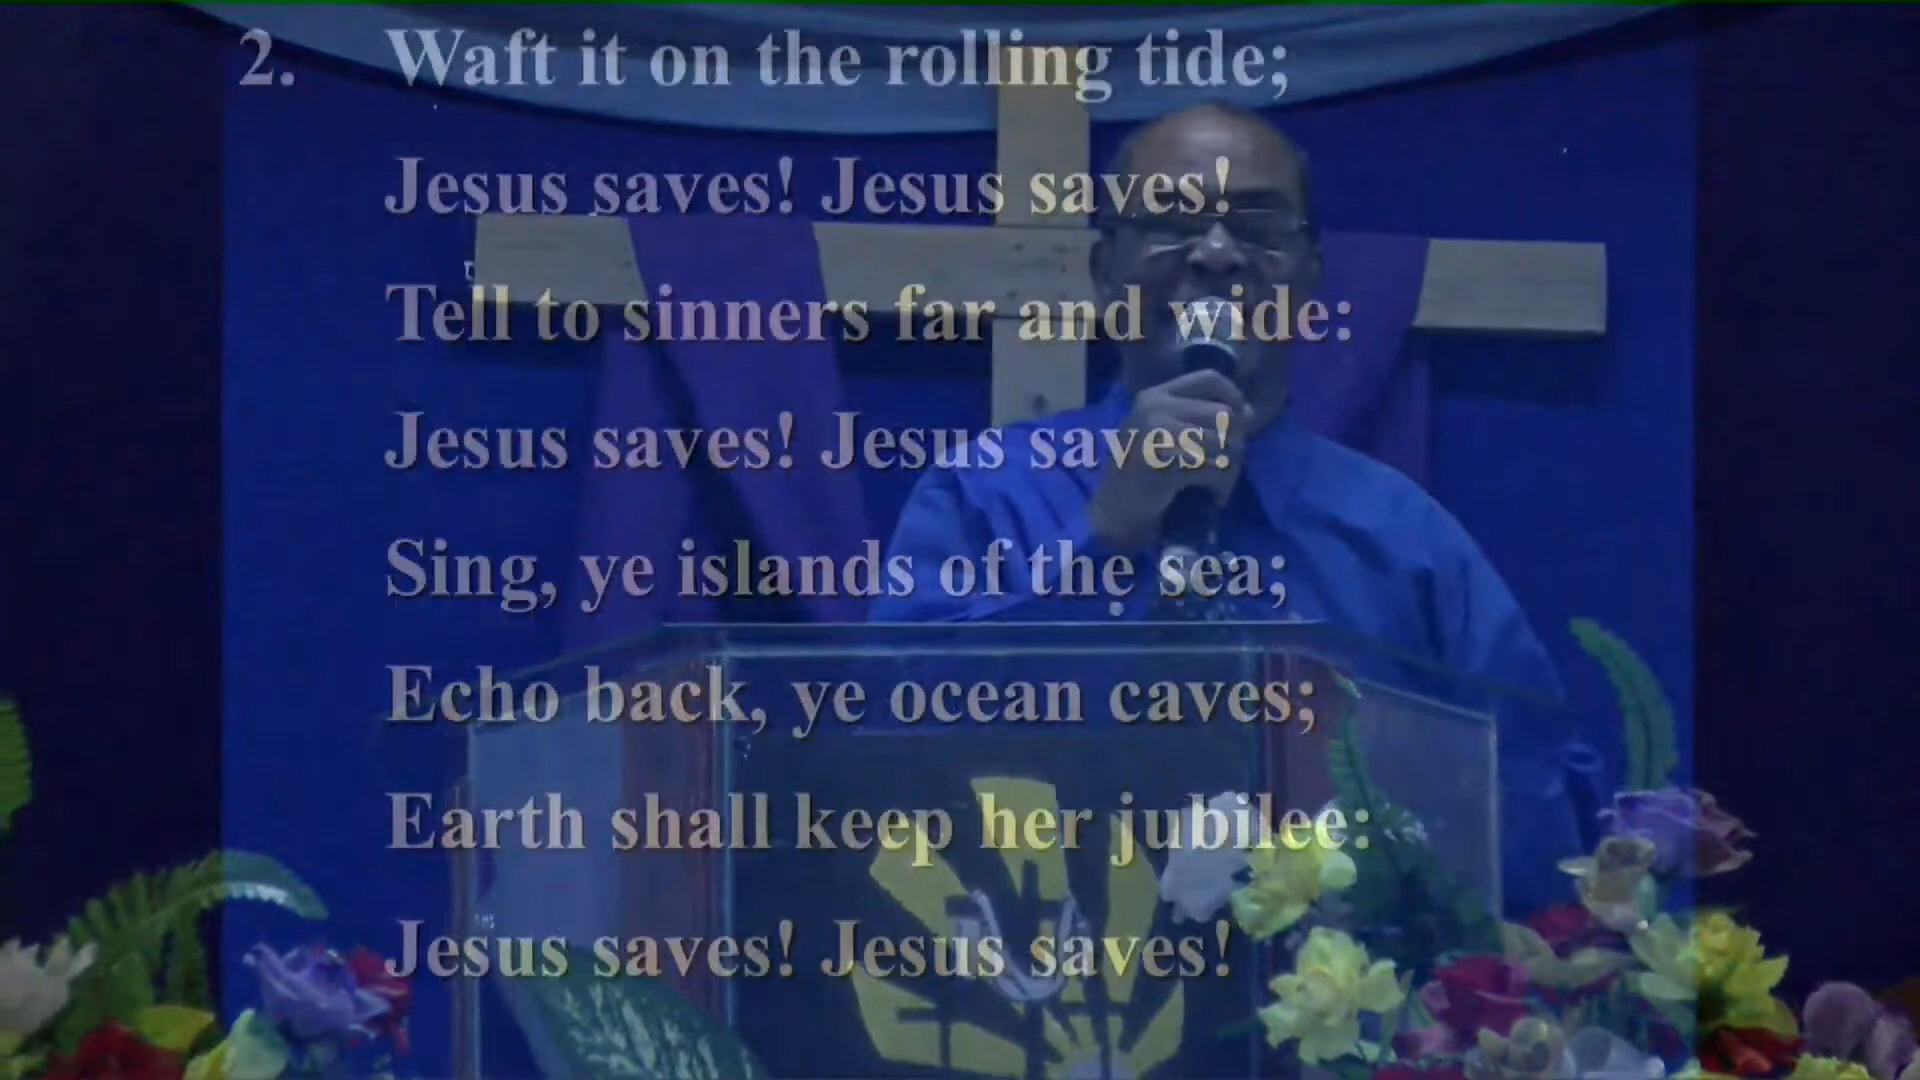 2. Waft it on the rolling tide;
Jesus saves! Jesus saves!
Tell to sinners far and wide:
Jesus saves! Jesus saves!
Sing, ye islands of the sea;
Echo back, ye ocean caves;
Earth shall keep her jubilee:
Jesus saves! Jesus saves!